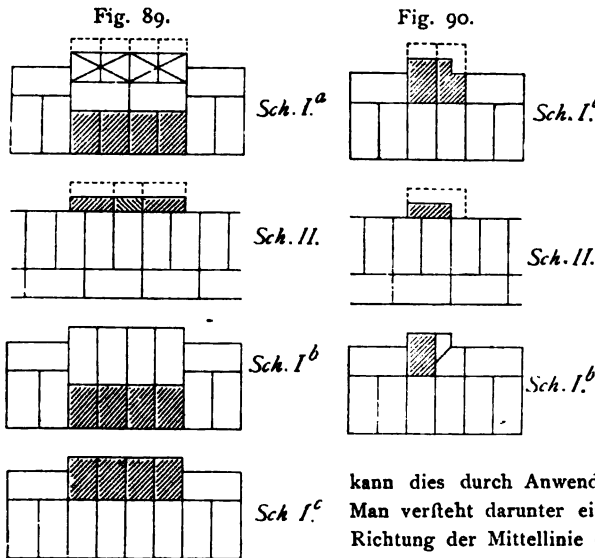 Fig. 89.
Fig. 90.
Sch. I.ᵃ
Sch. I.
Sch. II.
Sch. II.
Sch. I.ᵇ
Sch. I.ᵇ
Sch I.ᶜ
kann dies durch Anwend
Man verſteht darunter ei
Richtung der Mittellinie